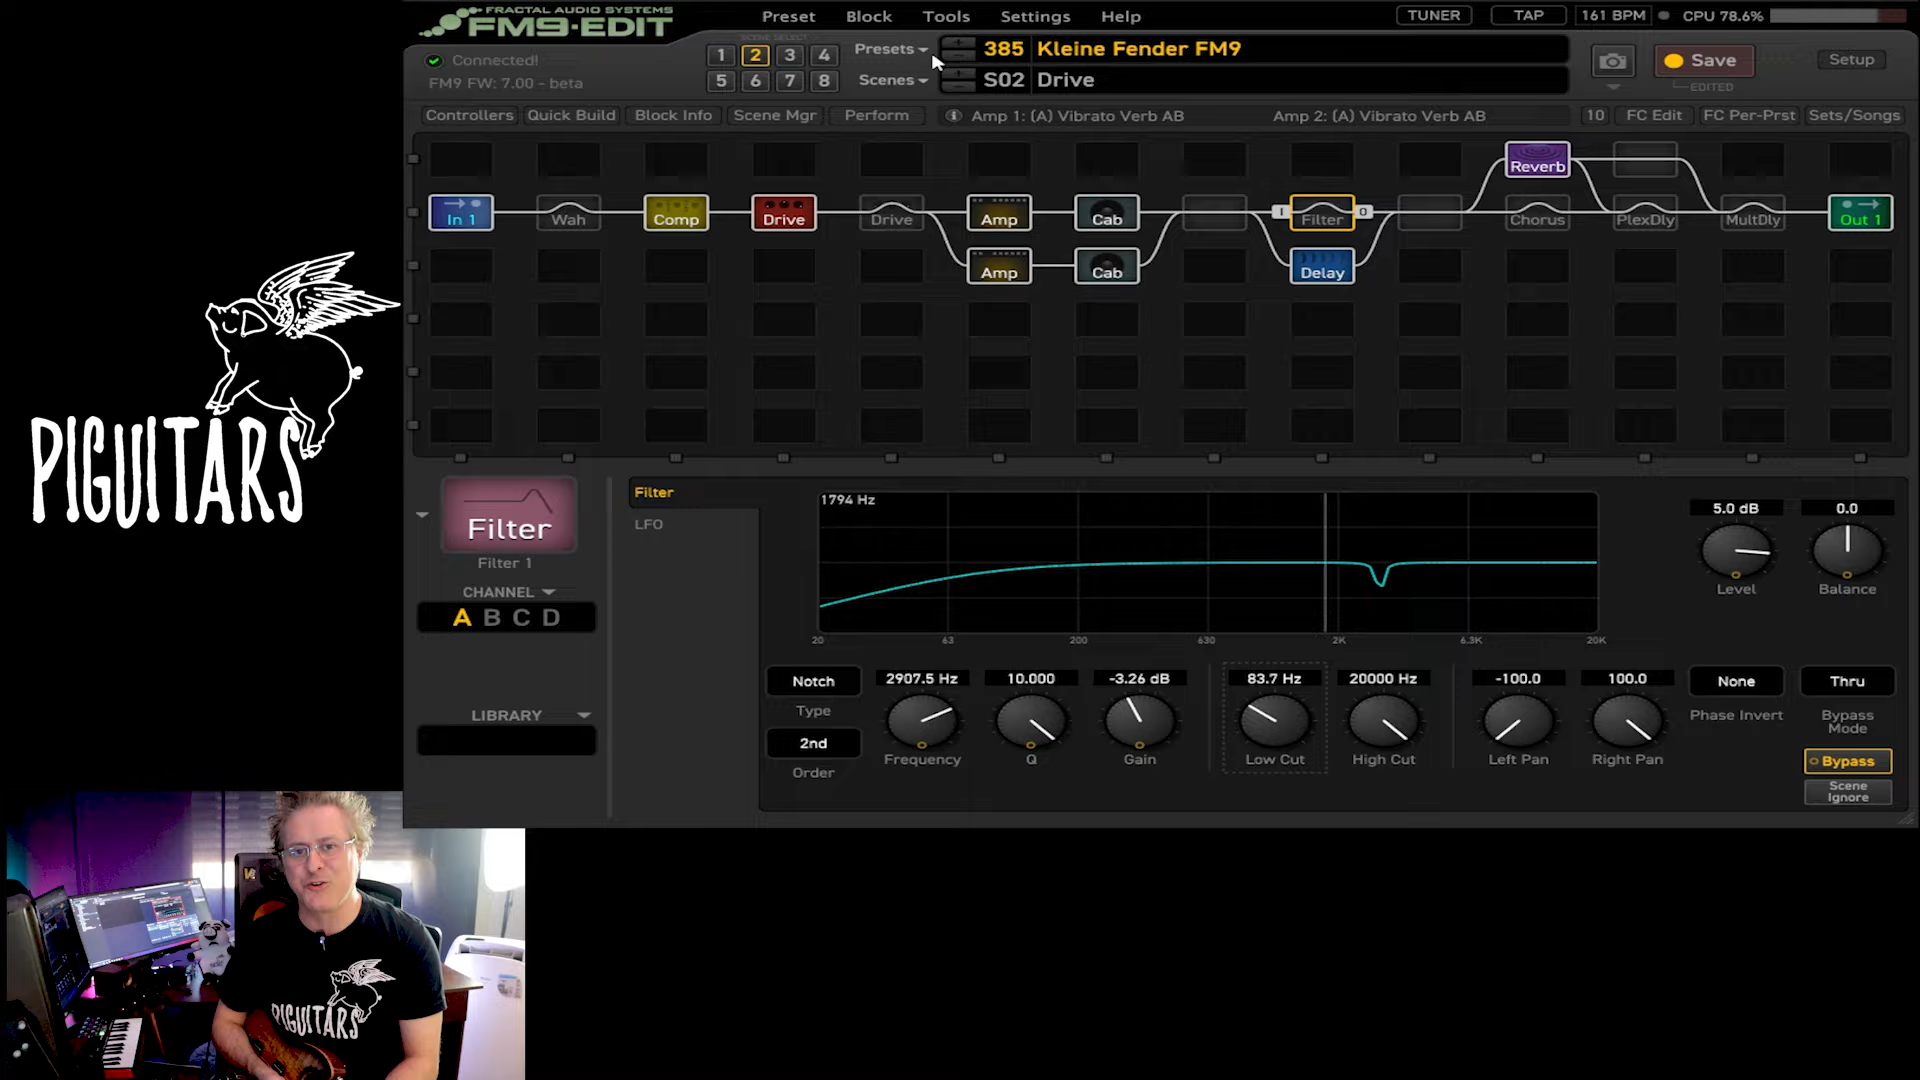 FRACTAL AUDIO SYSTEMS
FM9-EDIT
Preset Block Tools Settings Help
TUNER TAP 161 BPM CPU 78.6%
SCENE SELECT
Connected!
FM9 FW: 7.00 - beta
1 2 3 4
5 6 7 8
Presets
Scenes
385 Kleine Fender FM9
S02 Drive
Save
EDITED
Setup
Controllers Quick Build Block Info Scene Mgr Perform
Amp 1: (A) Vibrato Verb AB Amp 2: (A) Vibrato Verb AB
10 FC Edit FC Per-Prst Sets/Songs
Reverb
In 1 Wah Comp Drive Drive Amp Cab Filter Chorus PlexDly MultDly Out 1
I O
Amp Cab Delay
PIGUITARS
Filter
Filter 1
CHANNEL
A B C D
LIBRARY
Filter
LFO
1794 Hz
20 63 200 630 2K 6.3K 20K
5.0 dB 0.0
Level Balance
Notch
Type
2nd
Order
2907.5 Hz 10.000 -3.26 dB 83.7 Hz 20000 Hz -100.0 100.0
Frequency Q Gain Low Cut High Cut Left Pan Right Pan
None
Phase Invert
Thru
Bypass
Mode
Bypass
Scene
Ignore
PIGUITARS